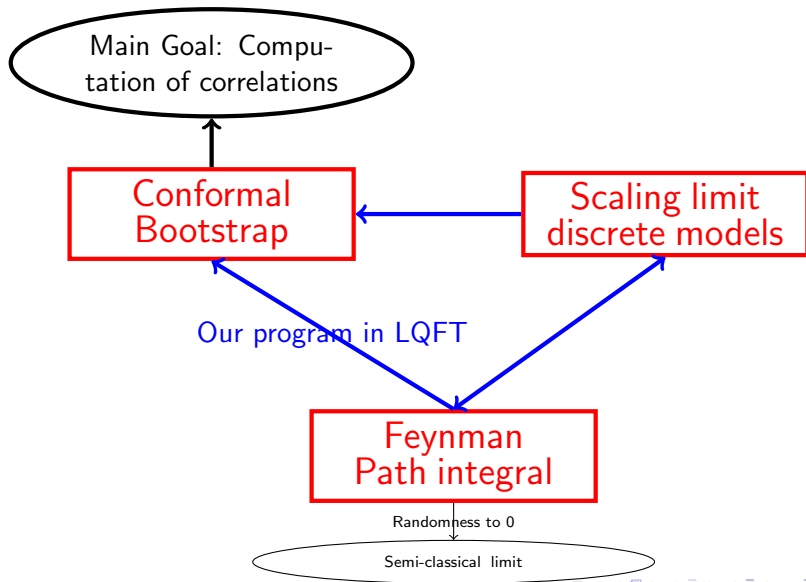 Main Goal: Compu-
tation of correlations
Conformal
Bootstrap
Scaling limit
discrete models
Our program in LQFT
Feynman
Path integral
Randomness to 0
Semi-classical limit